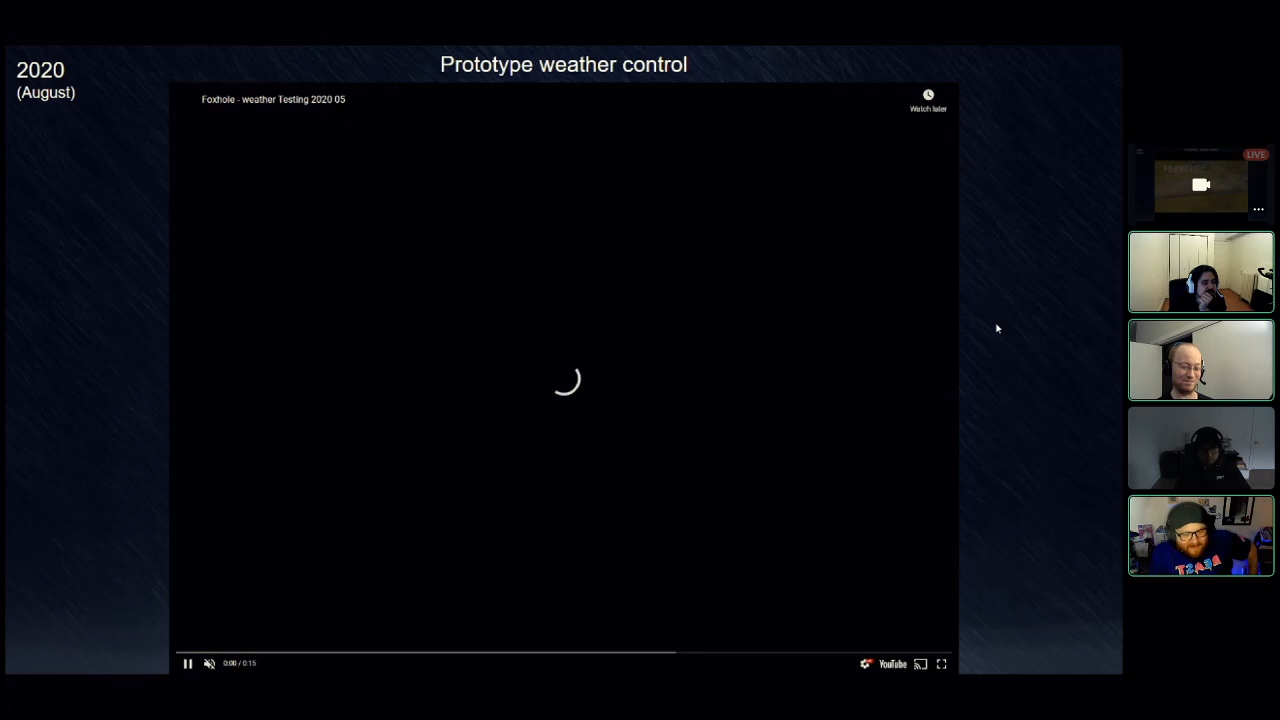 2020
(August)
Prototype weather control
Foxhole - weather Testing 2020 05
Watch later
LIVE
0:00 / 0:15
YouTube